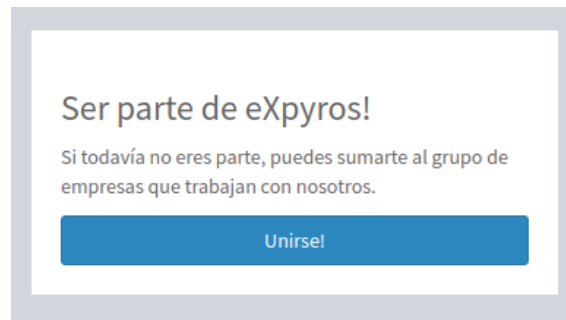 Ser parte de eXpyros!
Si todavía no eres parte, puedes sumarte al grupo de
empresas que trabajan con nosotros.
Unirse!